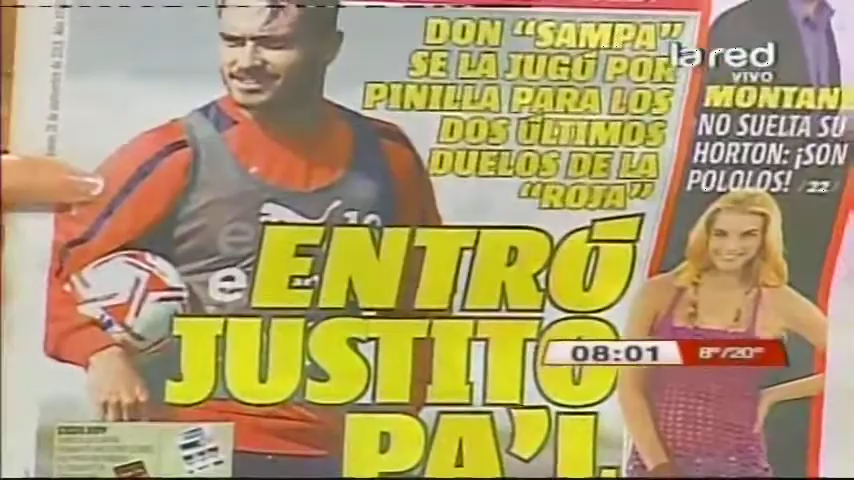 DON "SAMPA"
SE LA JUGÓ POR
PINILLA PARA LOS
DOS ÚLTIMOS
DUELOS DE LA
"ROJA"
la red
VIVO
MONTAN
NO SUELTA SU
HORTON: ¡SON
POLOLOS! /22/
ENTRÓ
JUSTITO
PA'L
08:01 8°/20°